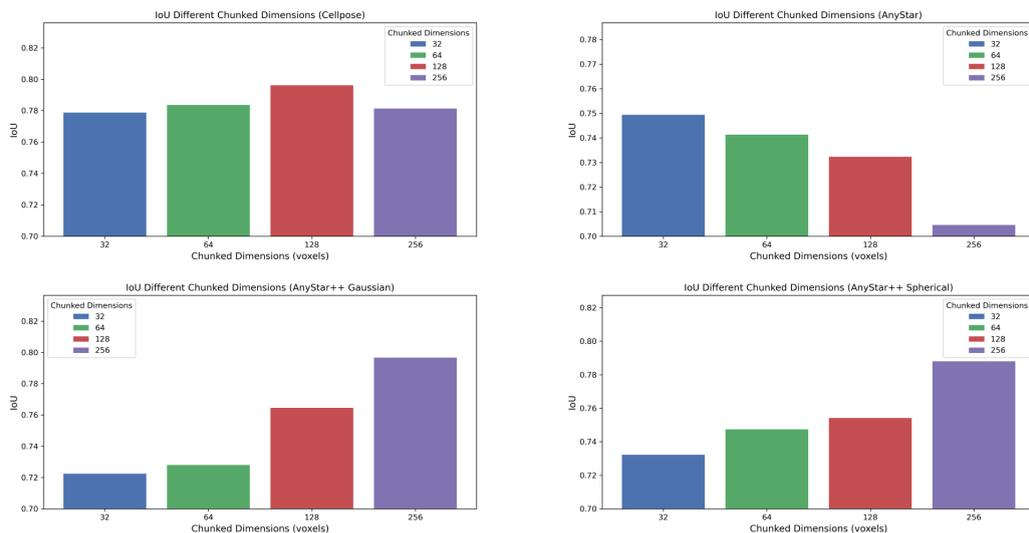 IoU Different Chunked Dimensions (Cellpose)
Chunked Dimensions
32
64
128
256
IoU
0.82
0.80
0.78
0.76
0.74
0.72
0.70
32 64 128 256
Chunked Dimensions (voxels)
IoU Different Chunked Dimensions (AnyStar)
Chunked Dimensions
32
64
128
256
IoU
0.78
0.77
0.76
0.75
0.74
0.73
0.72
0.71
0.70
32 64 128 256
Chunked Dimensions (voxels)
IoU Different Chunked Dimensions (AnyStar++ Gaussian)
Chunked Dimensions
32
64
128
256
IoU
0.82
0.80
0.78
0.76
0.74
0.72
0.70
32 64 128 256
Chunked Dimensions (voxels)
IoU Different Chunked Dimensions (AnyStar++ Spherical)
Chunked Dimensions
32
64
128
256
IoU
0.82
0.80
0.78
0.76
0.74
0.72
0.70
32 64 128 256
Chunked Dimensions (voxels)